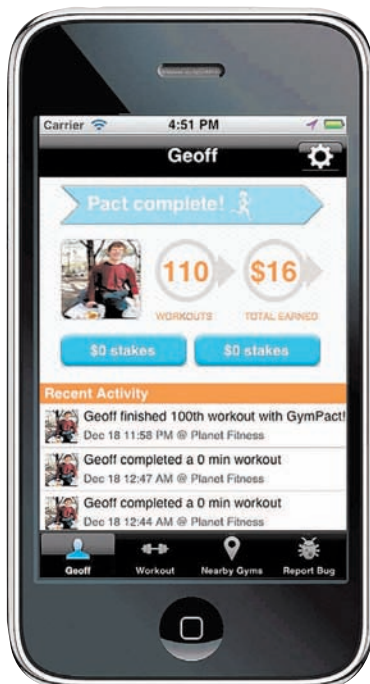 Carrier 4:51 PM
Geoff
Pact complete!
110 $16
WORKOUTS TOTAL EARNED
$0 stakes $0 stakes
Recent Activity
Geoff finished 100th workout with GymPact!
Dec 18 11:58 PM @ Planet Fitness
Geoff completed a 0 min workout
Dec 18 12:47 AM @ Planet Fitness
Geoff completed a 0 min workout
Dec 18 12:44 AM @ Planet Fitness
Geoff Workout Nearby Gyms Report Bug